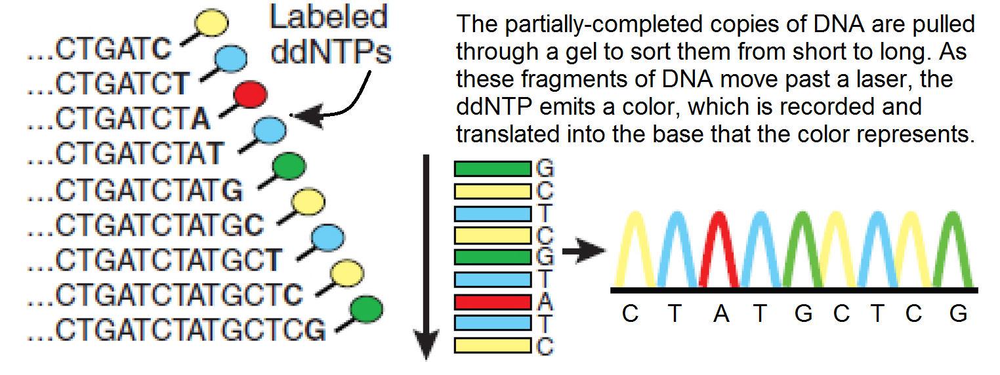 Labeled
ddNTPs
...CTGATC
...CTGATCT
...CTGATCTA
...CTGATCTAT
...CTGATCTATG
...CTGATCTATGC
...CTGATCTATGCT
...CTGATCTATGCTC
...CTGATCTATGCTCG
The partially-completed copies of DNA are pulled
through a gel to sort them from short to long. As
these fragments of DNA move past a laser, the
ddNTP emits a color, which is recorded and
translated into the base that the color represents.
G
C
T
C
G
T
A
T
C
C T A T G C T C G